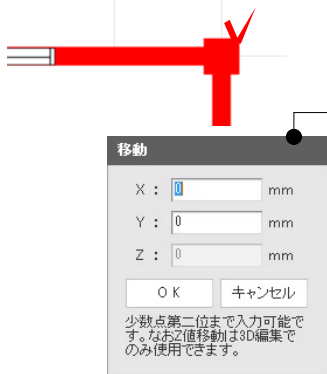 移動
X : 0 mm
Y : 0 mm
Z : 0 mm
OK キャンセル
少数点第二位まで入力可能で
す。なおZ値移動は3D編集で
のみ使用できます。